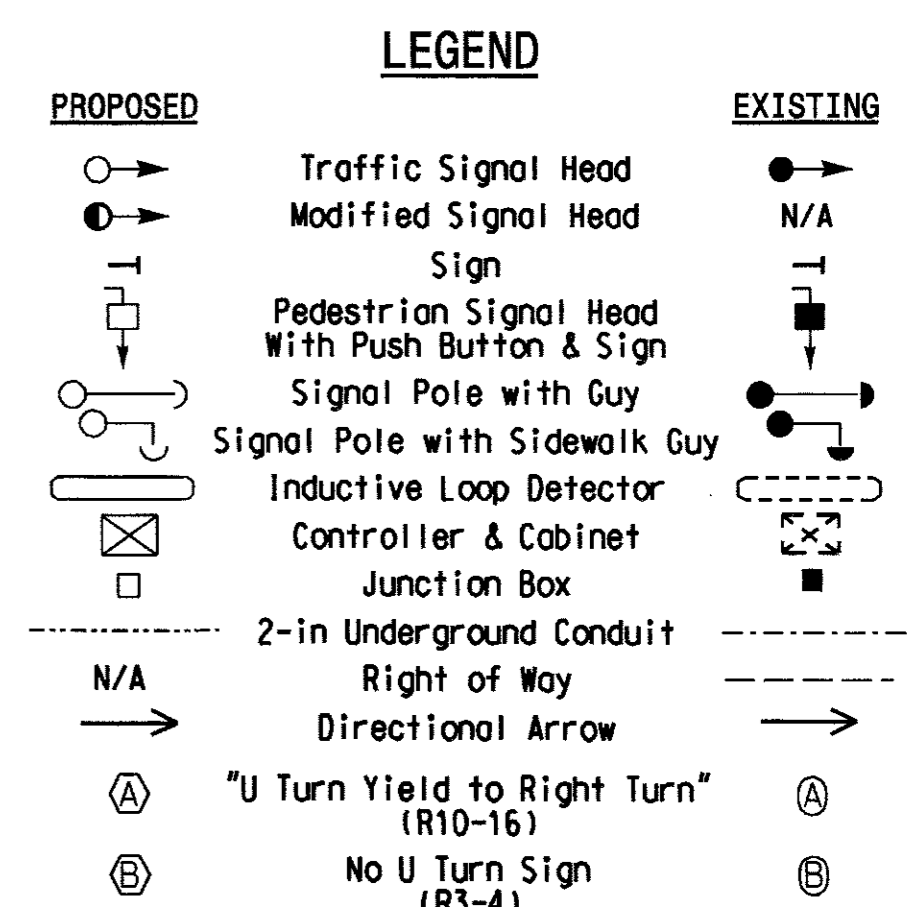 LEGEND
PROPOSED EXISTING
Traffic Signal Head
Modified Signal Head N/A
Sign
Pedestrian Signal Head
With Push Button & Sign
Signal Pole with Guy
Signal Pole with Sidewalk Guy
Inductive Loop Detector
Controller & Cabinet
Junction Box
2-in Underground Conduit
N/A Right of Way
Directional Arrow
A "U Turn Yield to Right Turn" A
(R10-16)
B No U Turn Sign B
(R3-4)